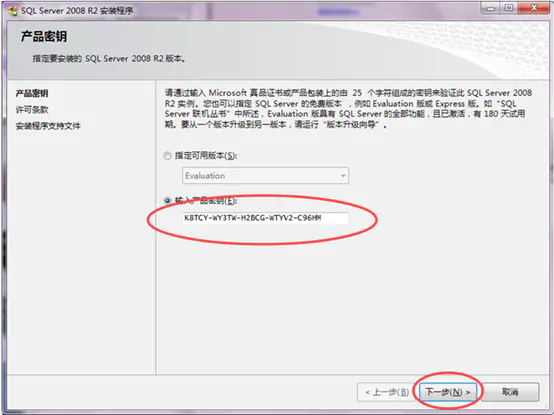 SQL Server 2008 R2 安装程序
产品密钥
指定要安装的 SQL Server 2008 R2 版本。
产品密钥
许可条款
安装程序支持文件
请通过输入 Microsoft 真品证书或产品包装上的由 25 个字符组成的密钥来验证此 SQL Server 2008
R2 实例。您也可以指定 SQL Server 的免费版本，例如 Evaluation 版或 Express 版。如“SQL
Server 联机丛书”中所述，Evaluation 版具有 SQL Server 的全部功能，且已激活，有 180 天试用
期。要从一个版本升级到另一版本，请运行“版本升级向导”。
指定可用版本(S):
Evaluation
输入产品密钥(E):
K8TCY-WY3TW-H2BCG-WTYV2-C96HM
< 上一步(B)
下一步(N) >
取消